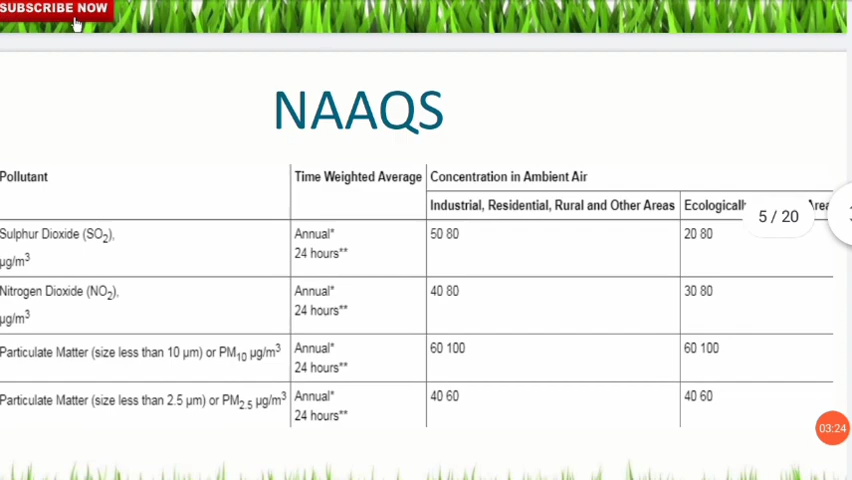 SUBSCRIBE NOW
NAAQS
Pollutant Time Weighted Average Concentration in Ambient Air
Industrial, Residential, Rural and Other Areas Ecologically
5 / 20
Sulphur Dioxide (SO2), Annual* 50 80 20 80
µg/m3 24 hours**
Nitrogen Dioxide (NO2), Annual* 40 80 30 80
µg/m3 24 hours**
Particulate Matter (size less than 10 µm) or PM10 µg/m3 Annual* 60 100 60 100
24 hours**
Particulate Matter (size less than 2.5 µm) or PM2.5 µg/m3 Annual* 40 60 40 60
24 hours**
03:24